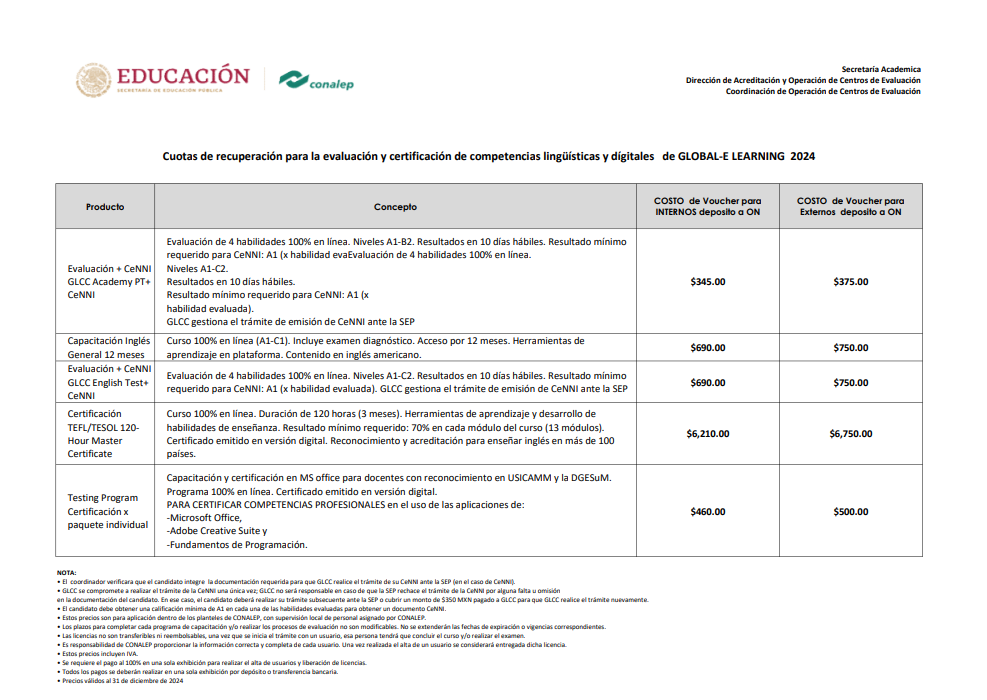 EDUCACIÓN
SECRETARÍA DE EDUCACIÓN PÚBLICA
conalep
Secretaría Academica
Dirección de Acreditación y Operación de Centros de Evaluación
Coordinación de Operación de Centros de Evaluación
Cuotas de recuperación para la evaluación y certificación de competencias lingüísticas y dígitales de GLOBAL-E LEARNING 2024
Producto
Concepto
COSTO de Voucher para
INTERNOS deposito a ON
COSTO de Voucher para
Externos deposito a ON
Evaluación + CeNNI
GLCC Academy PT+
CeNNI
Evaluación de 4 habilidades 100% en línea. Niveles A1-B2. Resultados en 10 días hábiles. Resultado mínimo
requerido para CeNNI: A1 (x habilidad evaEvaluación de 4 habilidades 100% en línea.
Niveles A1-C2.
Resultados en 10 días hábiles.
Resultado mínimo requerido para CeNNI: A1 (x
habilidad evaluada).
GLCC gestiona el trámite de emisión de CeNNI ante la SEP
$345.00
$375.00
Capacitación Inglés
General 12 meses
Curso 100% en línea (A1-C1). Incluye examen diagnóstico. Acceso por 12 meses. Herramientas de
aprendizaje en plataforma. Contenido en inglés americano.
$690.00
$750.00
Evaluación + CeNNI
GLCC English Test+
CeNNI
Evaluación de 4 habilidades 100% en línea. Niveles A1-C2. Resultados en 10 días hábiles. Resultado mínimo
requerido para CeNNI: A1 (x habilidad evaluada). GLCC gestiona el trámite de emisión de CeNNI ante la SEP
$690.00
$750.00
Certificación
TEFL/TESOL 120-
Hour Master
Certificate
Curso 100% en línea. Duración de 120 horas (3 meses). Herramientas de aprendizaje y desarrollo de
habilidades de enseñanza. Resultado mínimo requerido: 70% en cada módulo del curso (13 módulos).
Certificado emitido en versión digital. Reconocimiento y acreditación para enseñar inglés en más de 100
países.
$6,210.00
$6,750.00
Testing Program
Certificación x
paquete individual
Capacitación y certificación en MS office para docentes con reconocimiento en USICAMM y la DGESuM.
Programa 100% en línea. Certificado emitido en versión digital.
PARA CERTIFICAR COMPETENCIAS PROFESIONALES en el uso de las aplicaciones de:
-Microsoft Office,
-Adobe Creative Suite y
-Fundamentos de Programación.
$460.00
$500.00
NOTA:
• El coordinador verificara que el candidato integre la documentación requerida para que GLCC realice el trámite de su CeNNI ante la SEP (en el caso de CeNNI).
• GLCC se compromete a realizar el trámite de la CeNNI una única vez; GLCC no será responsable en caso de que la SEP rechace el trámite de la CeNNI por alguna falta u omisión
en la documentación del candidato. En ese caso, el candidato deberá realizar su trámite subsecuente ante la SEP o cubrir un monto de $350 MXN pagado a GLCC para que GLCC realice el trámite nuevamente.
• El candidato debe obtener una calificación mínima de A1 en cada una de las habilidades evaluadas para obtener un documento CeNNI.
• Estos precios son para aplicación dentro de los planteles de CONALEP, con supervisión local de personal asignado por CONALEP.
• Los plazos para completar cada programa de capacitación y/o realizar los procesos de evaluación no son modificables. No se extenderán las fechas de expiración o vigencias correspondientes.
• Las licencias no son transferibles ni reembolsables, una vez que se inicia el trámite con un usuario, esa persona tendrá que concluir el curso y/o realizar el examen.
• Es responsabilidad de CONALEP proporcionar la información correcta y completa de cada usuario. Una vez realizada el alta de un usuario se considerará entregada dicha licencia.
• Estos precios incluyen IVA.
• Se requiere el pago al 100% en una sola exhibición para realizar el alta de usuarios y liberación de licencias.
• Todos los pagos se deberán realizar en una sola exhibición por depósito o transferencia bancaria.
• Precios válidos al 31 de diciembre de 2024